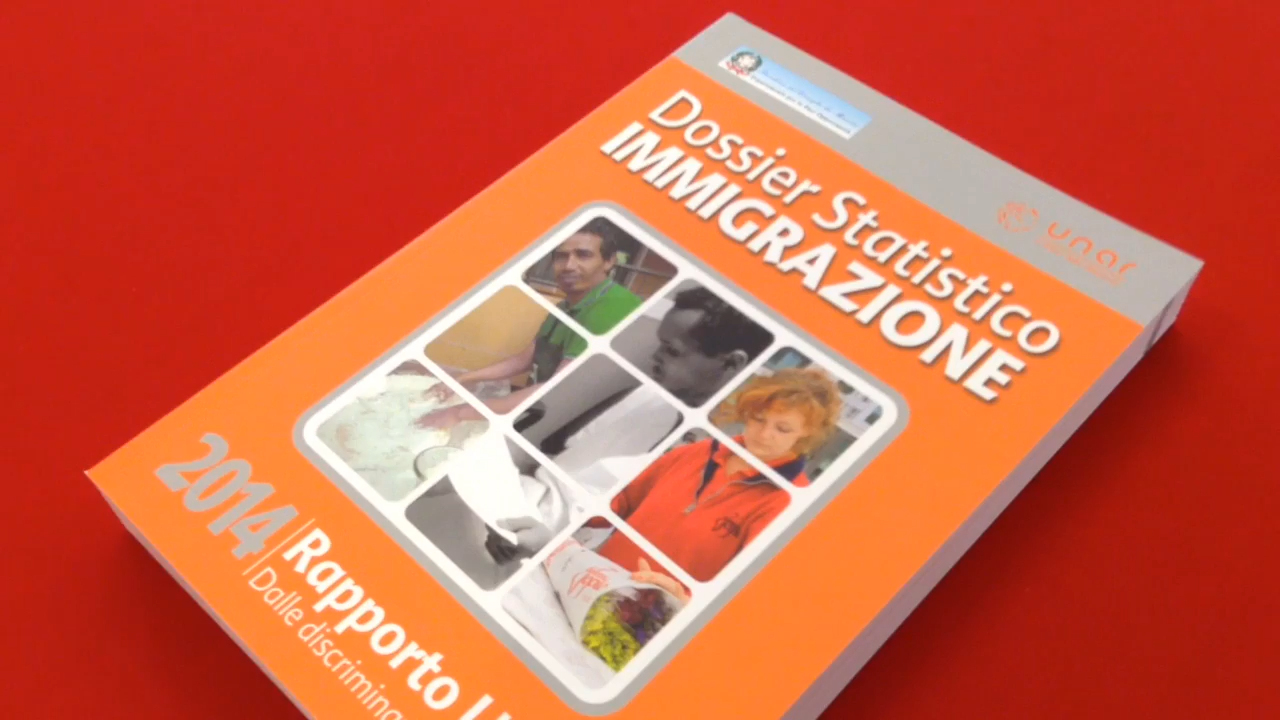 Dossier Statistico
IMMIGRAZIONE
unar
2014
Rapporto U
Dalle discrimina